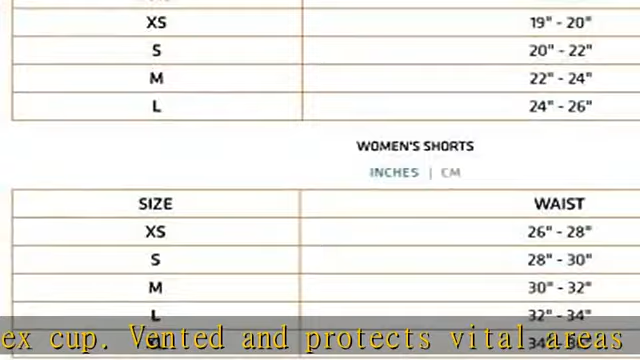 XS 19" - 20"
S 20" - 22"
M 22" - 24"
L 24" - 26"
WOMEN'S SHORTS
INCHES | CM
SIZE WAIST
XS 26" - 28"
S 28" - 30"
M 30" - 32"
L 32" - 34"
ex cup. Vented and protects vital areas